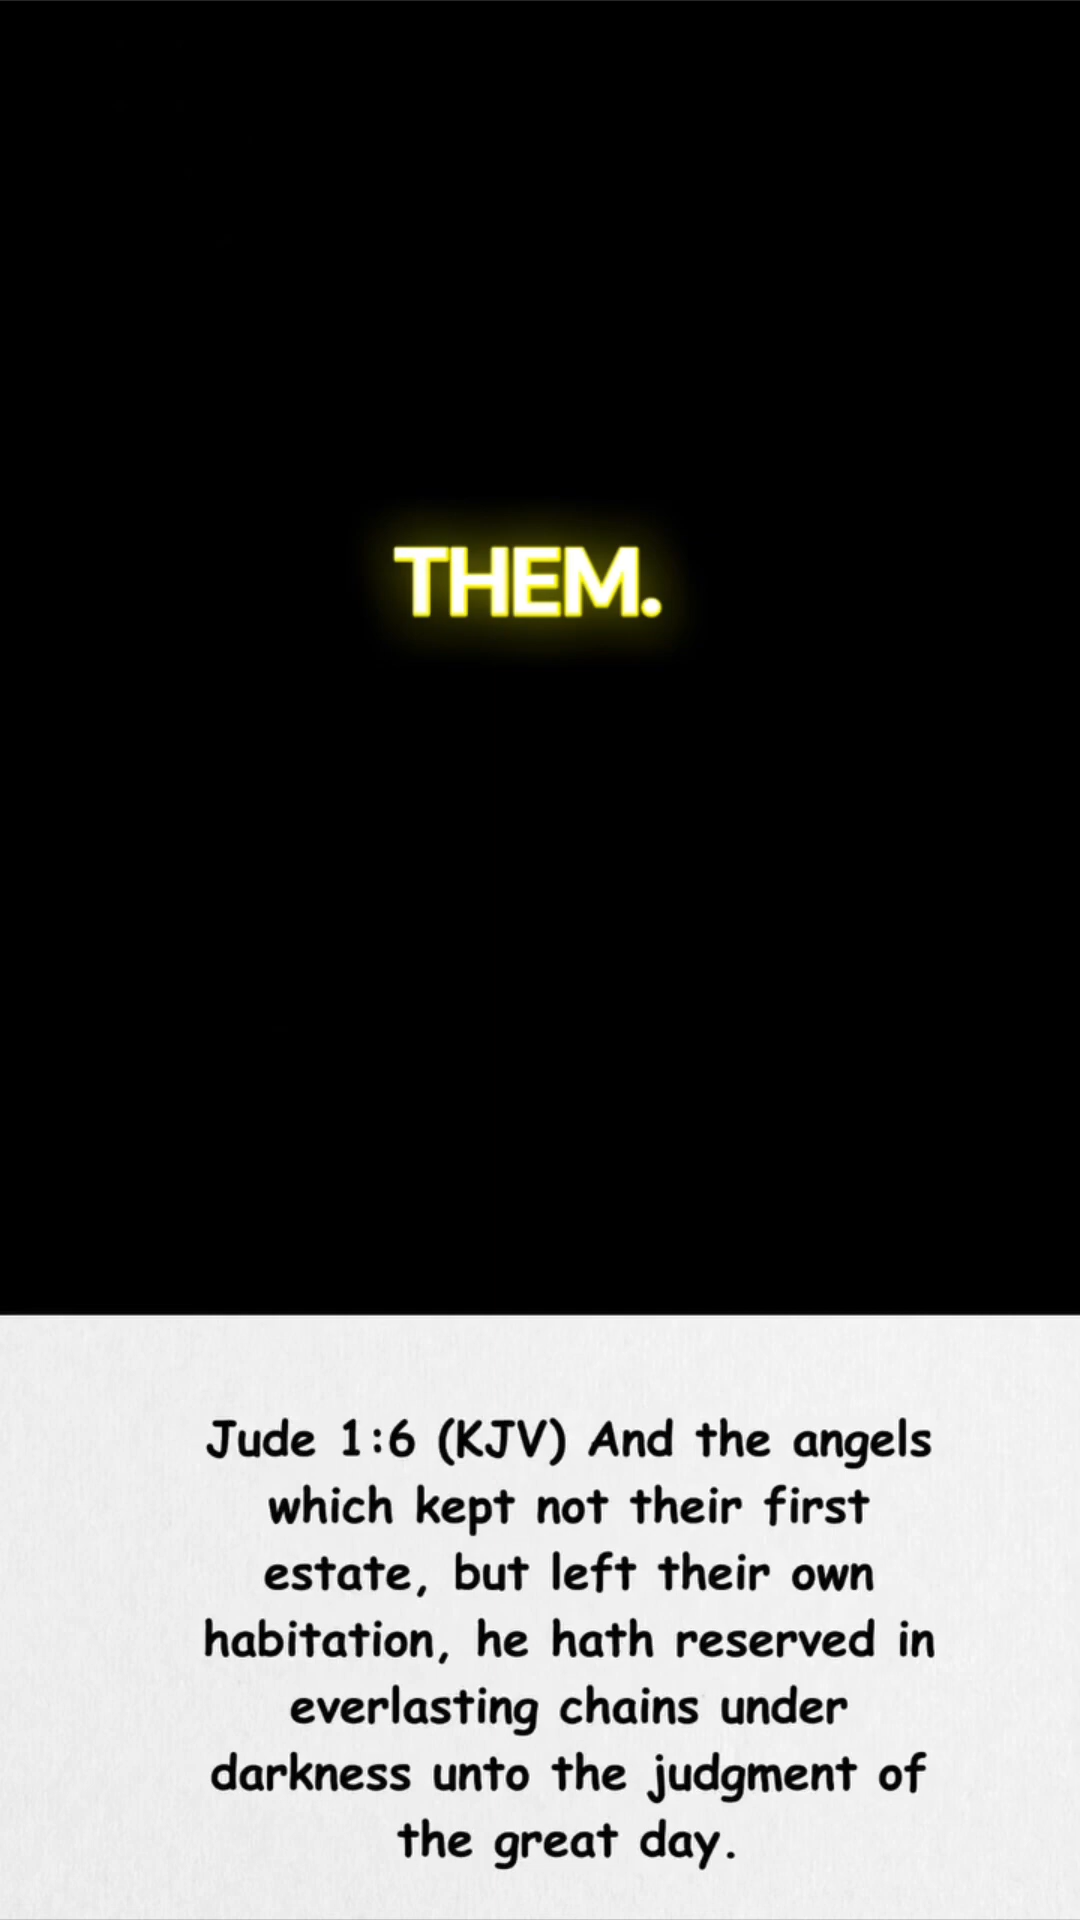 THEM.
Jude 1:6 (KJV) And the angels
which kept not their first
estate, but left their own
habitation, he hath reserved in
everlasting chains under
darkness unto the judgment of
the great day.